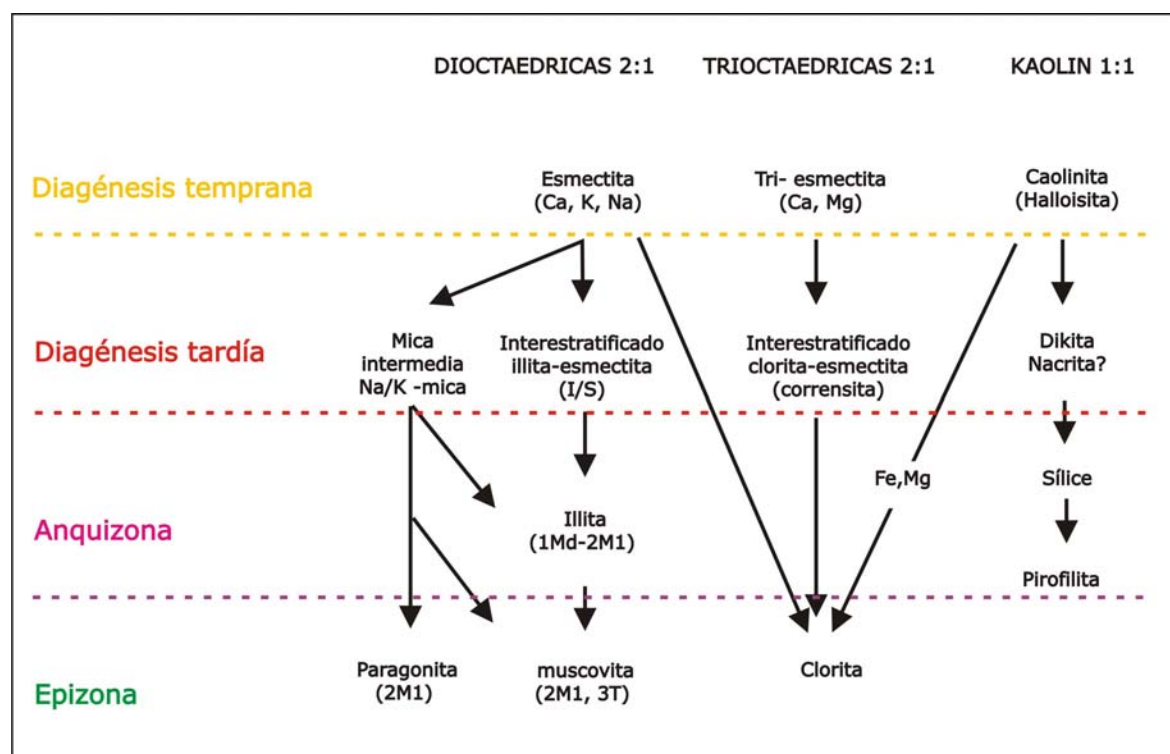 DIOCTAEDRICAS 2:1
TRIOCTAEDRICAS 2:1
KAOLIN 1:1
Diagénesis temprana
Esmectita
(Ca, K, Na)
Tri- esmectita
(Ca, Mg)
Caolinita
(Halloisita)
Diagénesis tardía
Mica
intermedia
Na/K -mica
Interestratificado
illita-esmectita
(I/S)
Interestratificado
clorita-esmectita
(corrensita)
Dikita
Nacrita?
Anquizona
Illita
(1Md-2M1)
Fe,Mg
Sílice
Pirofilita
Epizona
Paragonita
(2M1)
muscovita
(2M1, 3T)
Clorita